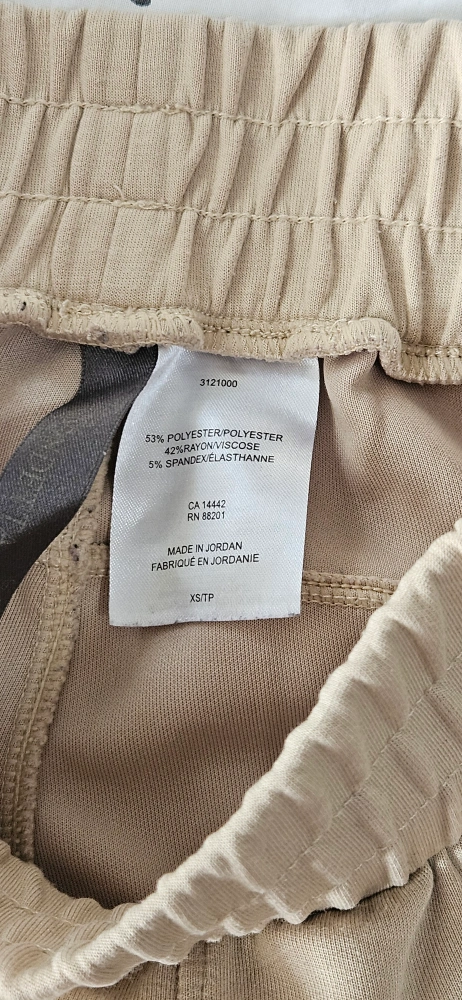 3121000
53% POLYESTER/POLYESTER
42%RAYON/VISCOSE
5% SPANDEX/ÉLASTHANNE
CA 14442
RN 88201
MADE IN JORDAN
FABRIQUÉ EN JORDANIE
XS/TP